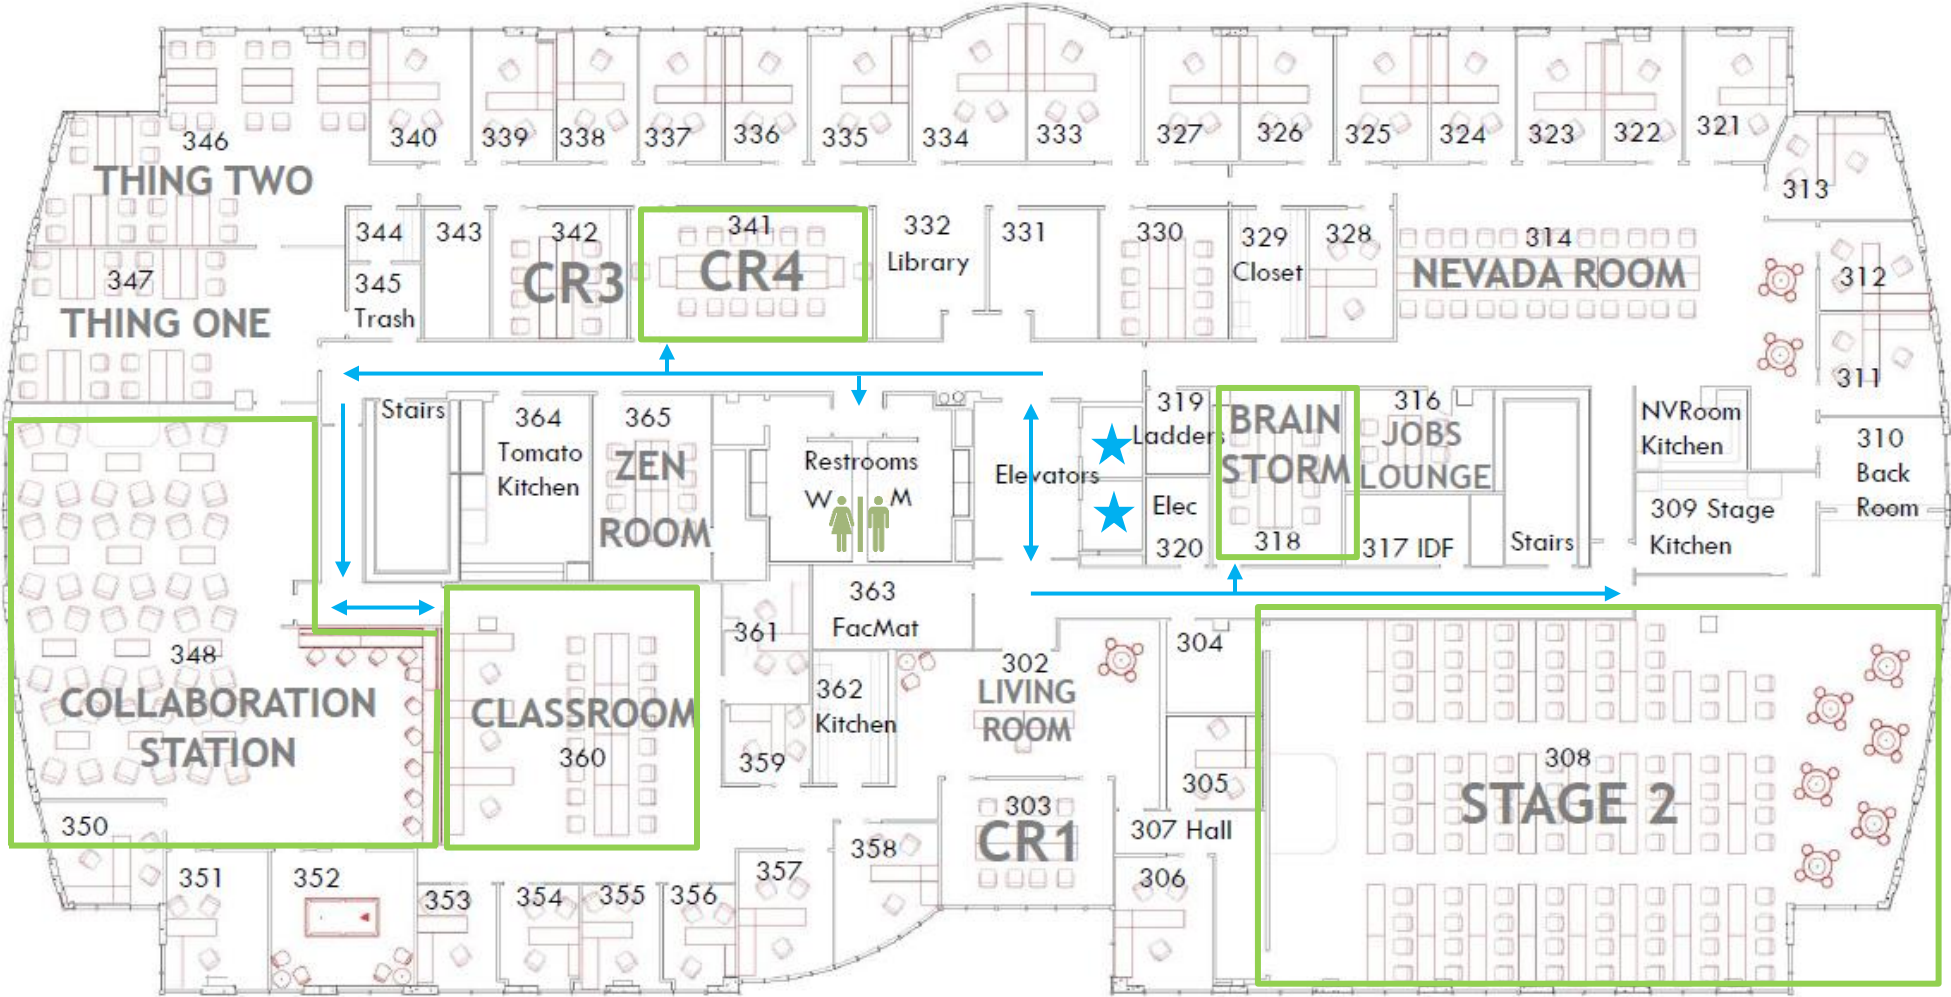 346
THING TWO
340
339
338
337
336
335
334
333
327
326
325
324
323
322
321
313
347
THING ONE
344
345
Trash
343
342
CR3
341
CR4
332
Library
331
330
329
Closet
328
314
NEVADA ROOM
312
311
Stairs
364
Tomato
Kitchen
365
ZEN
ROOM
Restrooms
W
M
Elevators
319
Ladders
Elec
320
BRAIN
STORM
318
316
JOBS
LOUNGE
317 IDF
Stairs
NVRoom
Kitchen
309 Stage
Kitchen
310
Back
Room
348
COLLABORATION
STATION
CLASSROOM
360
361
359
363
FacMat
362
Kitchen
302
LIVING
ROOM
303
CR1
304
305
307 Hall
306
308
STAGE 2
350
351
352
353
354
355
356
357
358